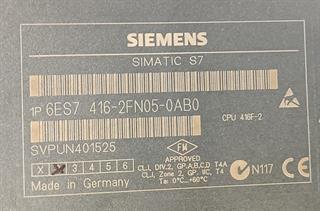 SIEMENS
SIMATIC S7
1P 6ES7 416-2FN05-0AB0
CPU 416F-2
SVPUN401525
X 3 4 5 6
Made in Germany
FM
APPROVED
CL.I, DIV.2, GP.A,B,C,D T4A
CL.I, Zone 2, GP. IIC, T4
Ta: 0°C...+60°C
N117